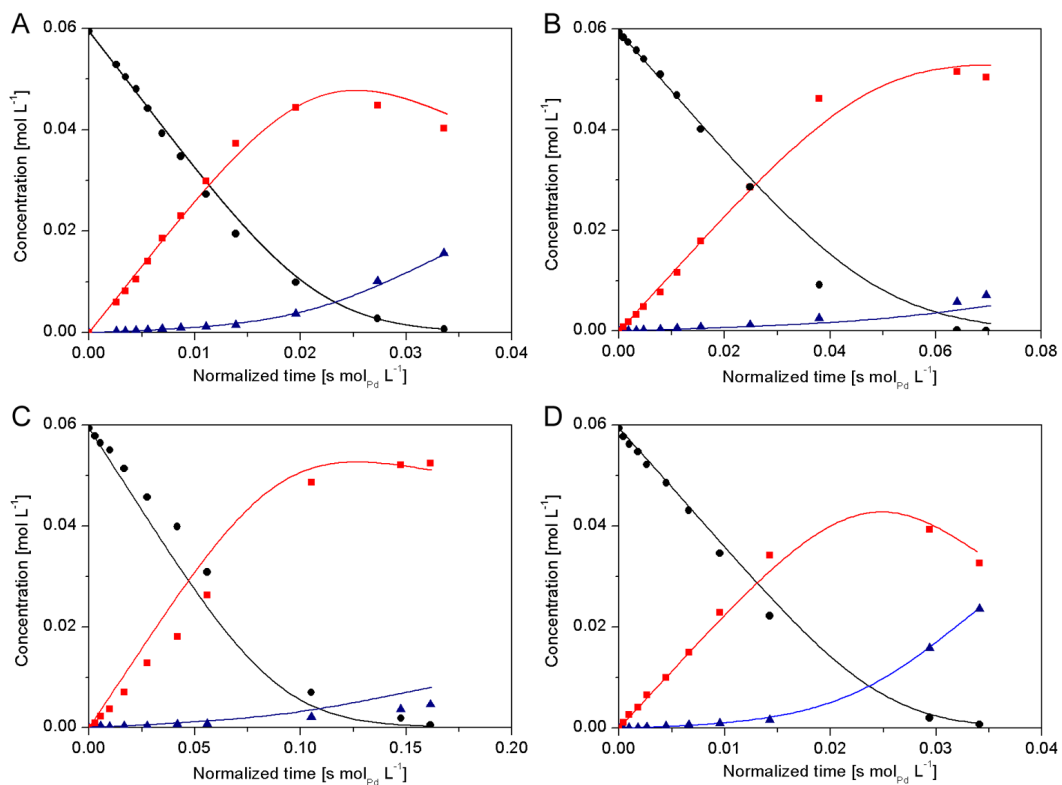 A
0.06
0.04
0.02
0.00
Concentration [mol L⁻¹]
0.00 0.01 0.02 0.03 0.04
Normalized time [s mol_Pd L⁻¹]
B
0.06
0.04
0.02
0.00
Concentration [mol L⁻¹]
0.00 0.02 0.04 0.06 0.08
Normalized time [s mol_Pd L⁻¹]
C
0.06
0.04
0.02
0.00
Concentration [mol L⁻¹]
0.00 0.05 0.10 0.15 0.20
Normalized time [s mol_Pd L⁻¹]
D
0.06
0.04
0.02
0.00
Concentration [mol L⁻¹]
0.00 0.01 0.02 0.03 0.04
Normalized time [s mol_Pd L⁻¹]